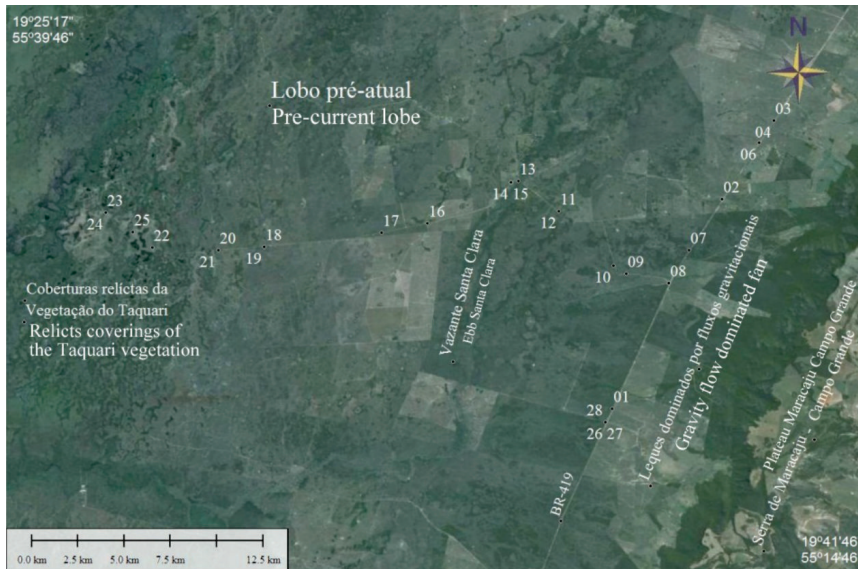 19º25'17"
55º39'46"
N
Lobo pré-atual
Pre-current lobe
03
04
06
02
13
14 15
11
12
16
17
18
19
20
21
23
24
25
22
07
08
09
10
Coberturas relictas da
Vegetação do Taquari
Relicts coverings of
the Taquari vegetation
Vazante Santa Clara
Ebb Santa Clara
Leques dominados por fluxos gravitacionais
Gravity flow dominated fan
Plateau Maracaju Campo Grande
Serra de Maracaju - Campo Grande
01
28
26 27
BR-419
0.0 km 2.5 km 5.0 km 7.5 km 12.5 km
19º41'46
55º14'46